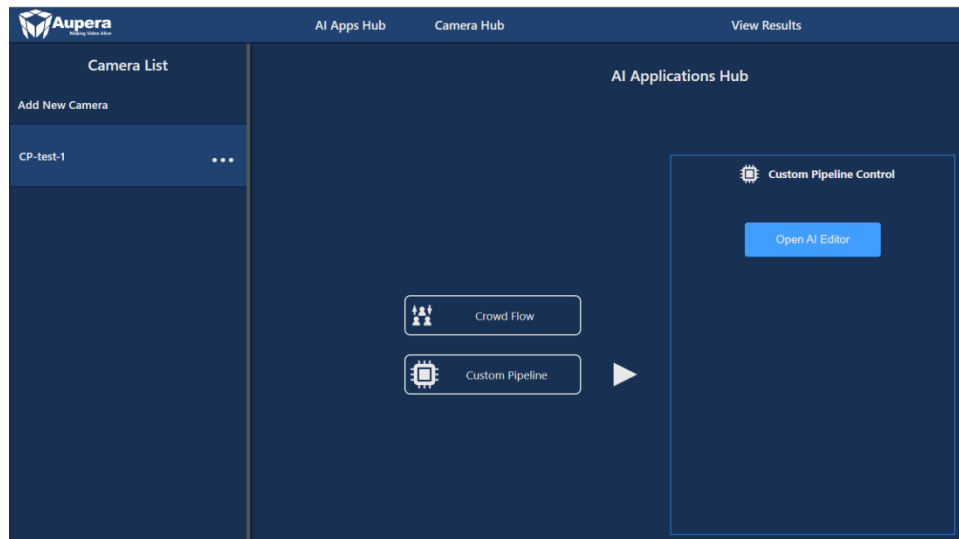 Aupera
Making Video Alive
AI Apps Hub
Camera Hub
View Results
Camera List
Add New Camera
CP-test-1
AI Applications Hub
Crowd Flow
Custom Pipeline
Custom Pipeline Control
Open AI Editor